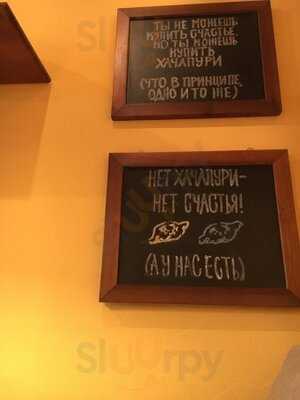 ТЫ НЕ МОЖЕШЬ
КУПИТЬ СЧАСТЬЕ,
НО ТЫ МОЖЕШЬ
КУПИТЬ
ХАЧАПУРИ
(ЧТО В ПРИНЦИПЕ,
ОДНО И ТО ЖЕ)
НЕТ ХАЧАПУРИ-
НЕТ СЧАСТЬЯ!
(А У НАС ЕСТЬ)
Sluurpy